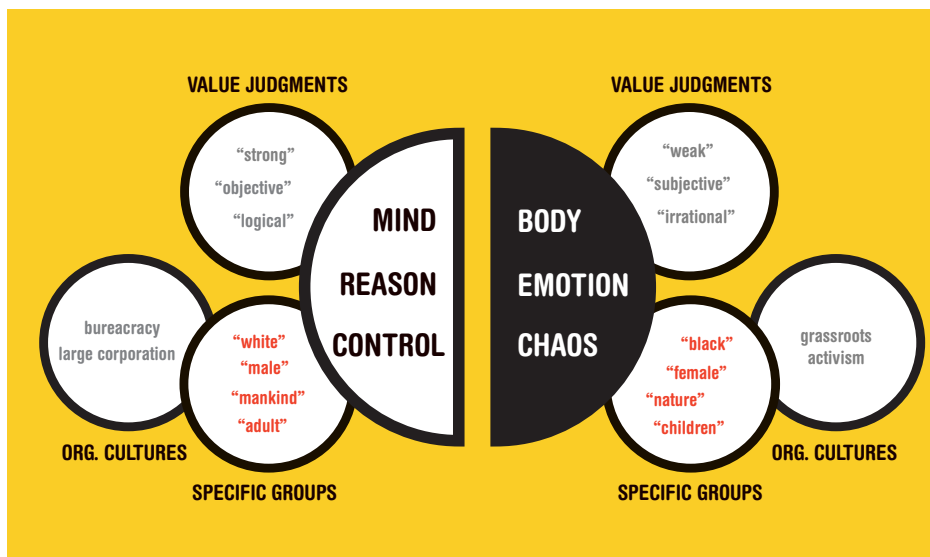 VALUE JUDGMENTS
“strong”
“objective”
“logical”
MIND
REASON
CONTROL
bureacracy
large corporation
ORG. CULTURES
“white”
“male”
“mankind”
“adult”
SPECIFIC GROUPS
VALUE JUDGMENTS
“weak”
“subjective”
“irrational”
BODY
EMOTION
CHAOS
“black”
“female”
“nature”
“children”
SPECIFIC GROUPS
grassroots
activism
ORG. CULTURES